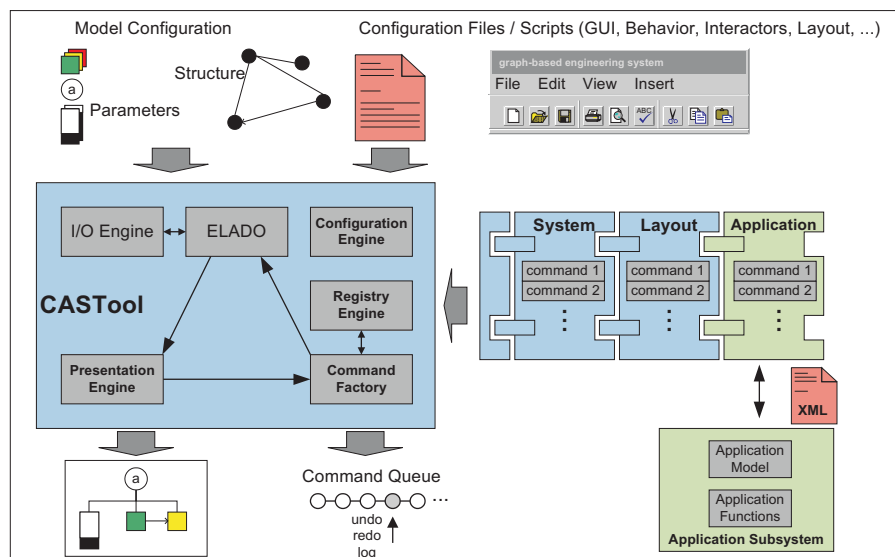 Model Configuration
Configuration Files / Scripts (GUI, Behavior, Interactors, Layout, ...)
Structure
a
Parameters
graph-based engineering system
File Edit View Insert
ABC
I/O Engine
ELADO
Configuration
Engine
CASTool
Registry
Engine
Presentation
Engine
Command
Factory
System
command 1
command 2
Layout
command 1
command 2
Application
command 1
command 2
XML
Application
Model
Application
Functions
Application Subsystem
a
Command Queue
...
undo
redo
log